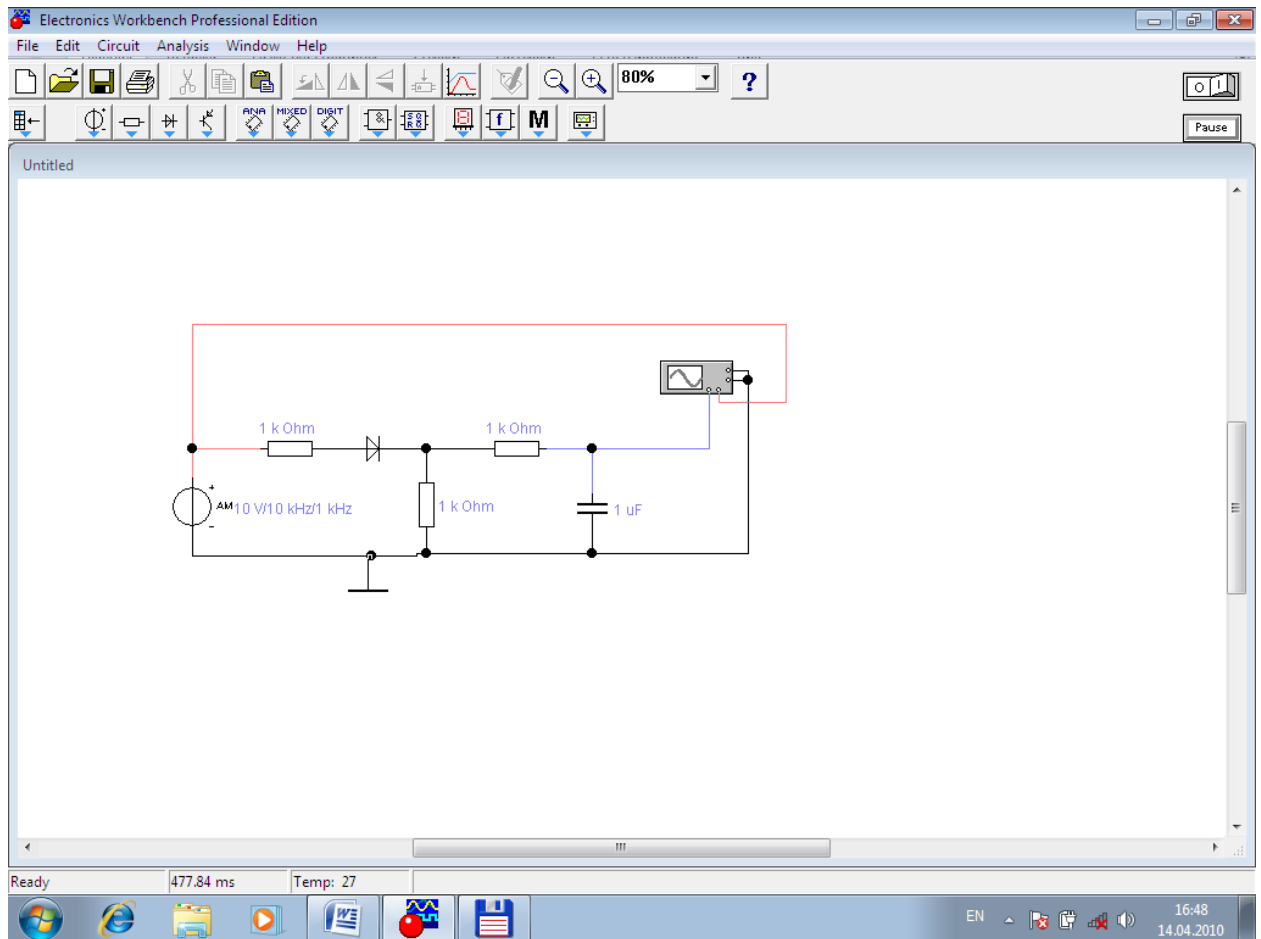 Electronics Workbench Professional Edition
File Edit Circuit Analysis Window Help
80%
?
ANA MIXED DIGIT
M
Pause
Untitled
1 k Ohm
1 k Ohm
AM 10 V/10 kHz/1 kHz
1 k Ohm
1 uF
Ready
477.84 ms
Temp: 27
EN
16:48
14.04.2010